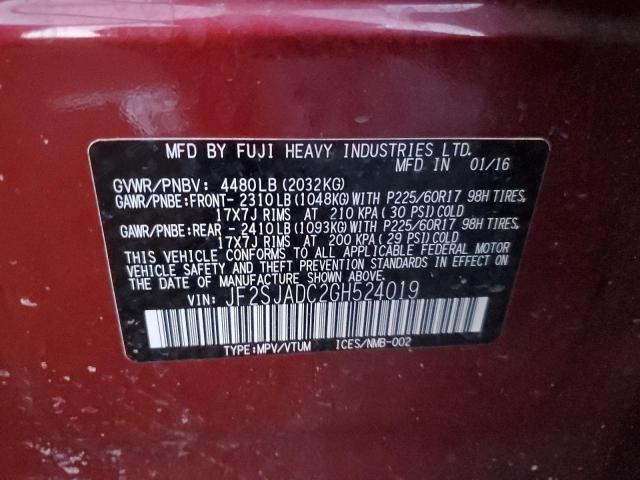 MFD BY FUJI HEAVY INDUSTRIES LTD.
MFD IN 01/16
GVWR/PNBV: 4480LB(2032KG)
GAWR/PNBE:FRONT- 2310LB(1048KG)WITH P225/60R17 98H TIRES,
17X7J RIMS AT 210 KPA(30 PSI)COLD
GAWR/PNBE:REAR - 2410LB(1093KG)WITH P225/60R17 98H TIRES,
17X7J RIMS AT 200 KPA(29 PSI)COLD
THIS VEHICLE CONFORMS TO ALL APPLICABLE FEDERAL MOTOR
VEHICLE SAFETY AND THEFT PREVENTION STANDARDS IN EFFECT ON
THE DATE OF MANUFACTURE SHOWN ABOVE.
VIN: JF2SJADC2GH524019
TYPE:MPV/VTUM ICES/NMB-002